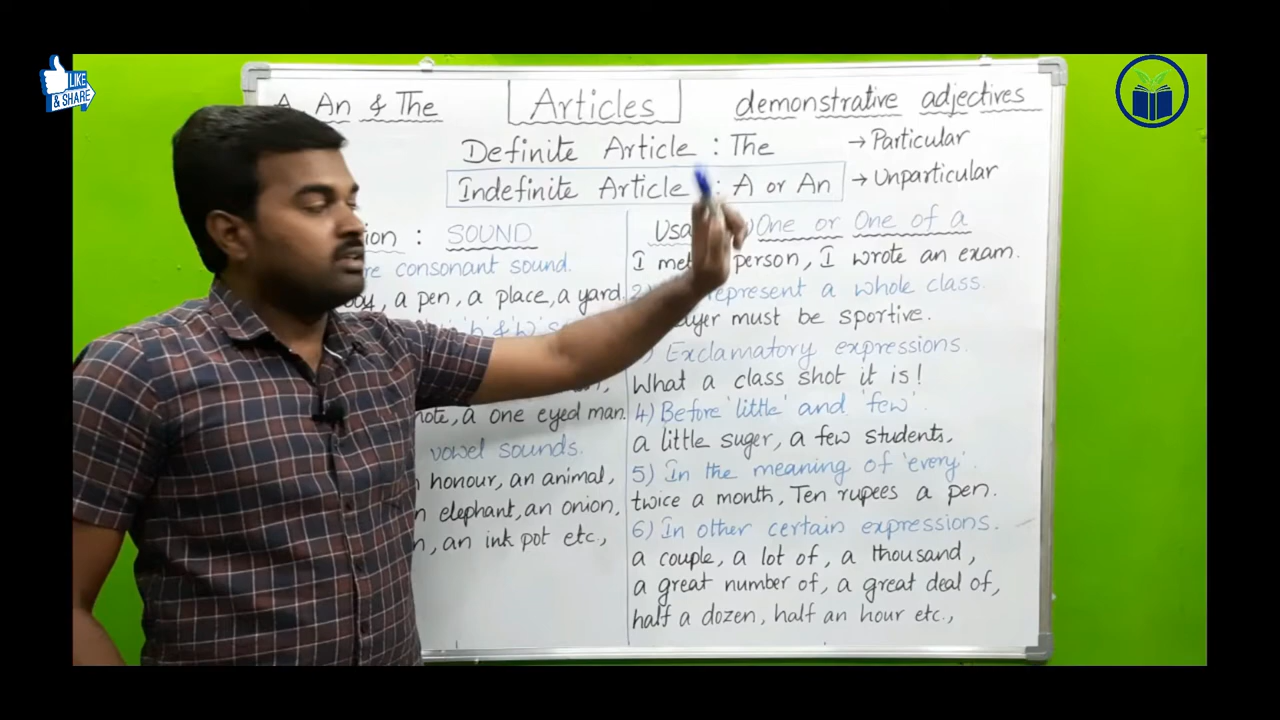 LIKE
& SHARE
A, An & The
Articles
demonstrative adjectives
Definite Article : The → Particular
Indefinite Article : A or An → Unparticular
: SOUND
consonant sound.
a pen, a place, a yard.
a one eyed man.
vowel sounds.
honour, an animal,
elephant, an onion,
an ink pot etc.,
One or One of a
I met person, I wrote an exam.
2) represent a whole class.
must be sportive.
Exclamatory expressions.
What a class shot it is!
4) Before 'little' and 'few'.
a little suger, a few students,
5) In the meaning of 'every'.
twice a month, Ten rupees a pen.
6) In other certain expressions.
a couple, a lot of, a thousand,
a great number of, a great deal of,
half a dozen, half an hour etc.,